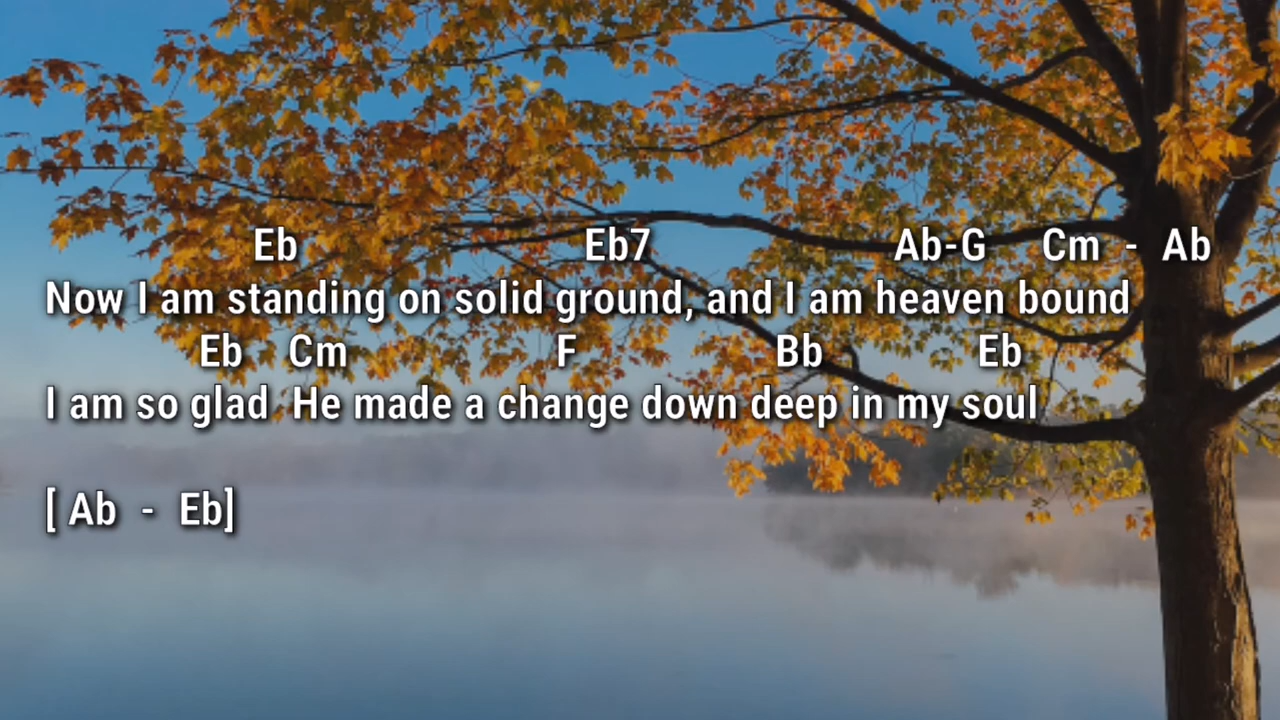 Eb Eb7 Ab-G Cm - Ab
Now I am standing on solid ground, and I am heaven bound
Eb Cm F Bb Eb
I am so glad He made a change down deep in my soul
[ Ab - Eb]